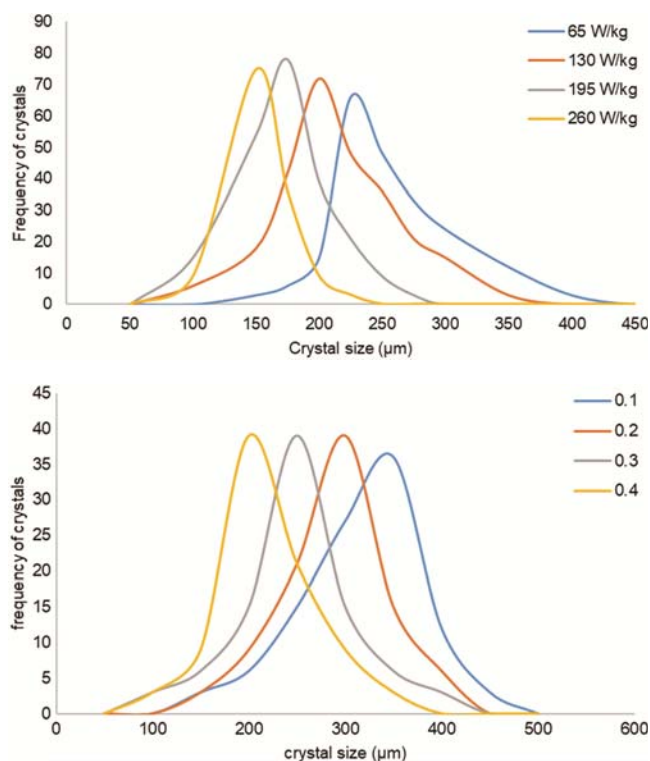 90
80
70
60
50
40
30
20
10
0
Frequency of crystals
65 W/kg
130 W/kg
195 W/kg
260 W/kg
0 50 100 150 200 250 300 350 400 450
Crystal size (µm)
45
40
35
30
25
20
15
10
5
0
frequency of crystals
0.1
0.2
0.3
0.4
0 100 200 300 400 500 600
crystal size (µm)